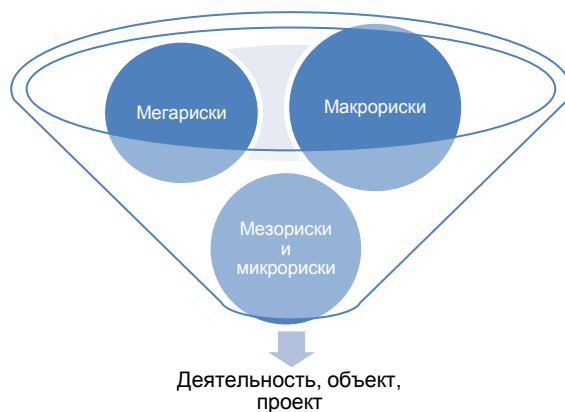 Мегариски
Макрориски
Мезориски
и
микрориски
Деятельность, объект,
проект